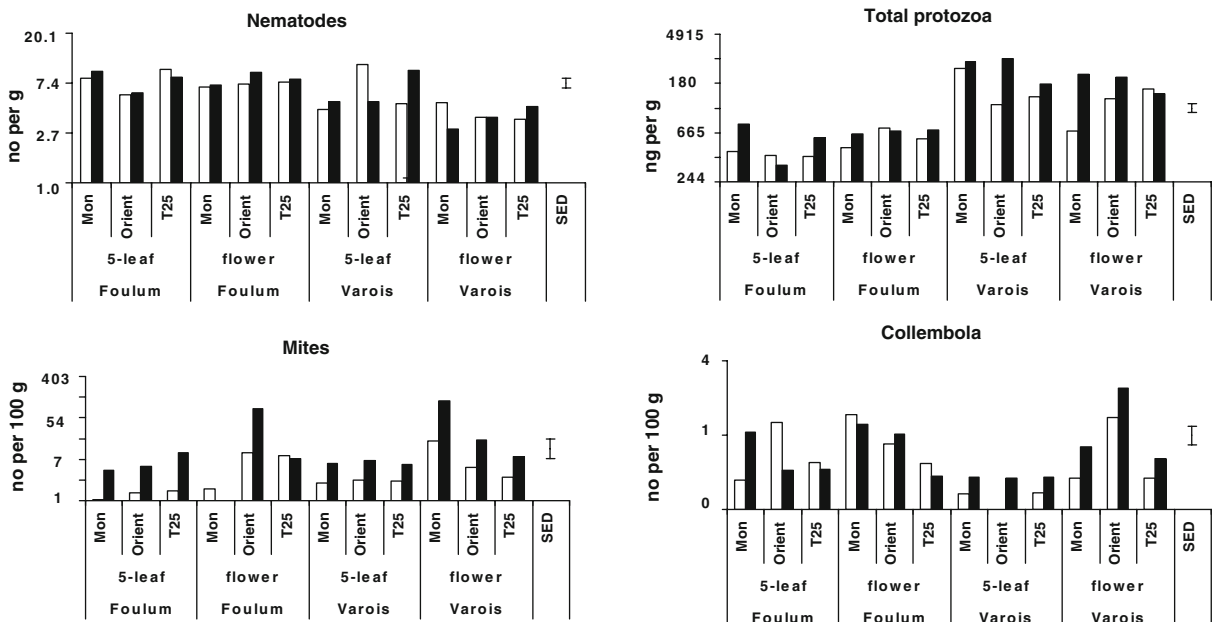 Nematodes
20.1
7.4
2.7
1.0
no per g
Mon Orient T25 Mon Orient T25 Mon Orient T25 Mon Orient T25 SED
5-leaf flower 5-leaf flower
Foulum Foulum Varois Varois
Total protozoa
4915
180
665
244
ng per g
Mon Orient T25 Mon Orient T25 Mon Orient T25 Mon Orient T25 SED
5-leaf flower 5-leaf flower
Foulum Foulum Varois Varois
Mites
403
54
7
1
no per 100 g
Mon Orient T25 Mon Orient T25 Mon Orient T25 Mon Orient T25 SED
5-leaf flower 5-leaf flower
Foulum Foulum Varois Varois
Collembola
4
1
0
no per 100 g
Mon Orient T25 Mon Orient T25 Mon Orient T25 Mon Orient T25 SED
5-leaf flower 5-leaf flower
Foulum Foulum Varois Varois